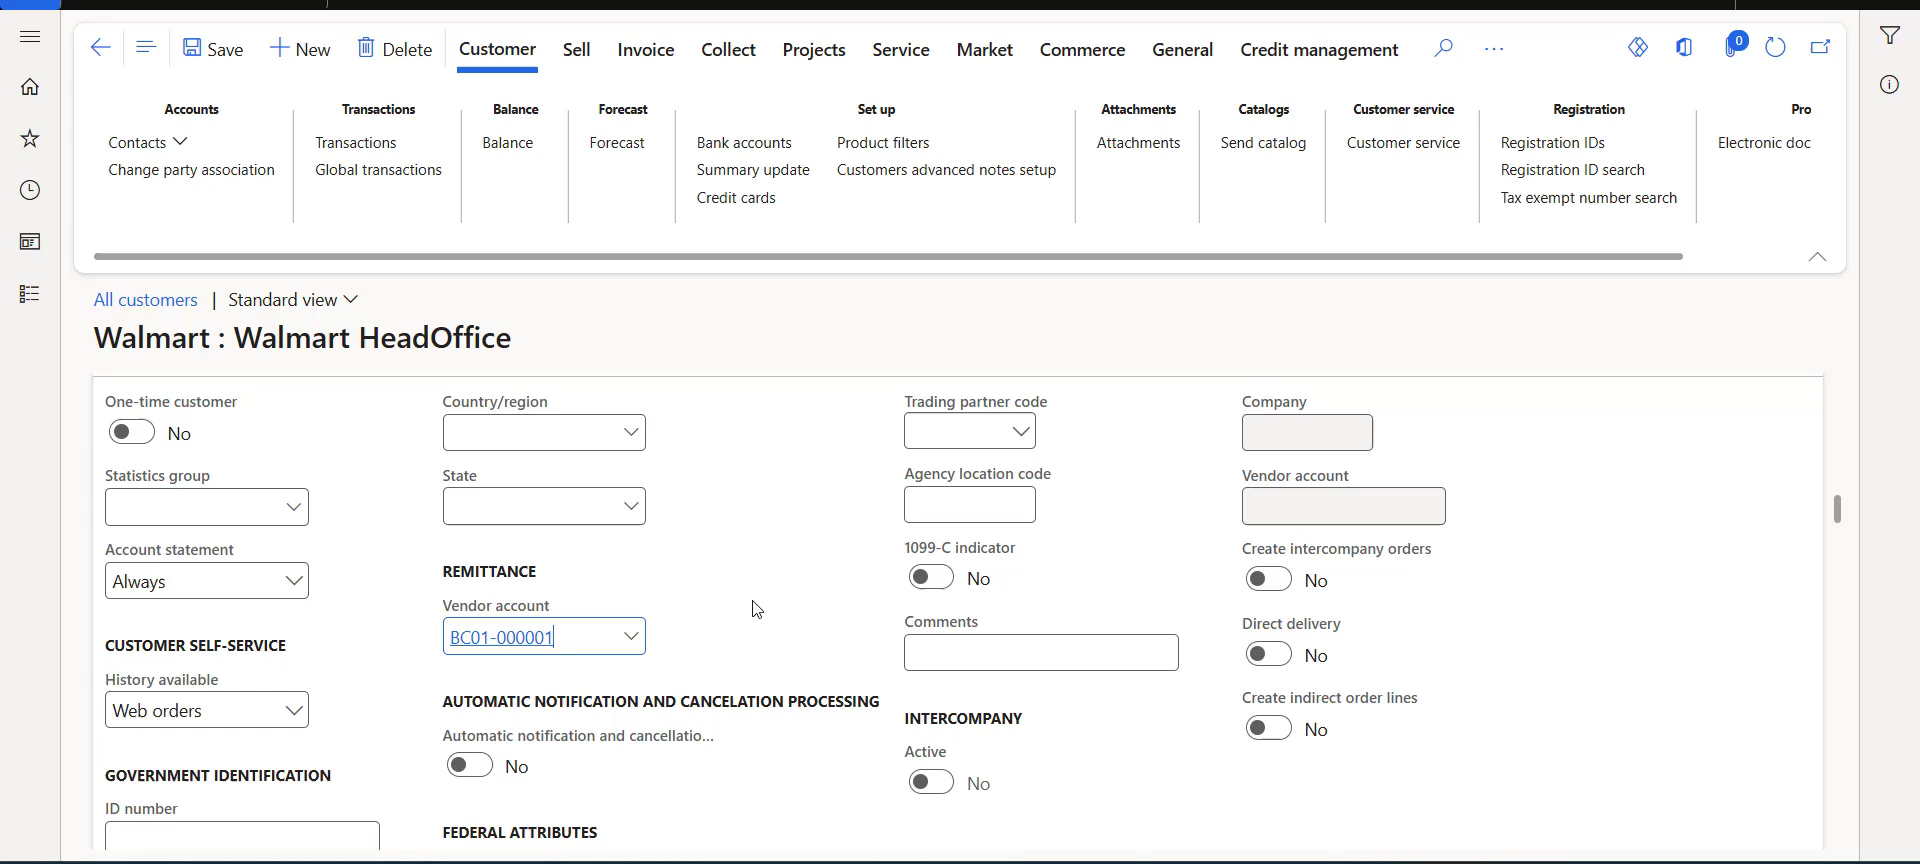 Save
New
Delete
Customer
Sell
Invoice
Collect
Projects
Service
Market
Commerce
General
Credit management
...
0
Accounts
Contacts
Change party association
Transactions
Transactions
Global transactions
Balance
Balance
Forecast
Forecast
Set up
Bank accounts
Summary update
Credit cards
Product filters
Customers advanced notes setup
Attachments
Attachments
Catalogs
Send catalog
Customer service
Customer service
Registration
Registration IDs
Registration ID search
Tax exempt number search
Pro
Electronic doc
All customers | Standard view
Walmart : Walmart HeadOffice
One-time customer
No
Statistics group
Account statement
Always
CUSTOMER SELF-SERVICE
History available
Web orders
GOVERNMENT IDENTIFICATION
ID number
Country/region
State
REMITTANCE
Vendor account
BC01-000001
AUTOMATIC NOTIFICATION AND CANCELATION PROCESSING
Automatic notification and cancellatio...
No
FEDERAL ATTRIBUTES
Trading partner code
Agency location code
1099-C indicator
No
Comments
INTERCOMPANY
Active
No
Company
Vendor account
Create intercompany orders
No
Direct delivery
No
Create indirect order lines
No